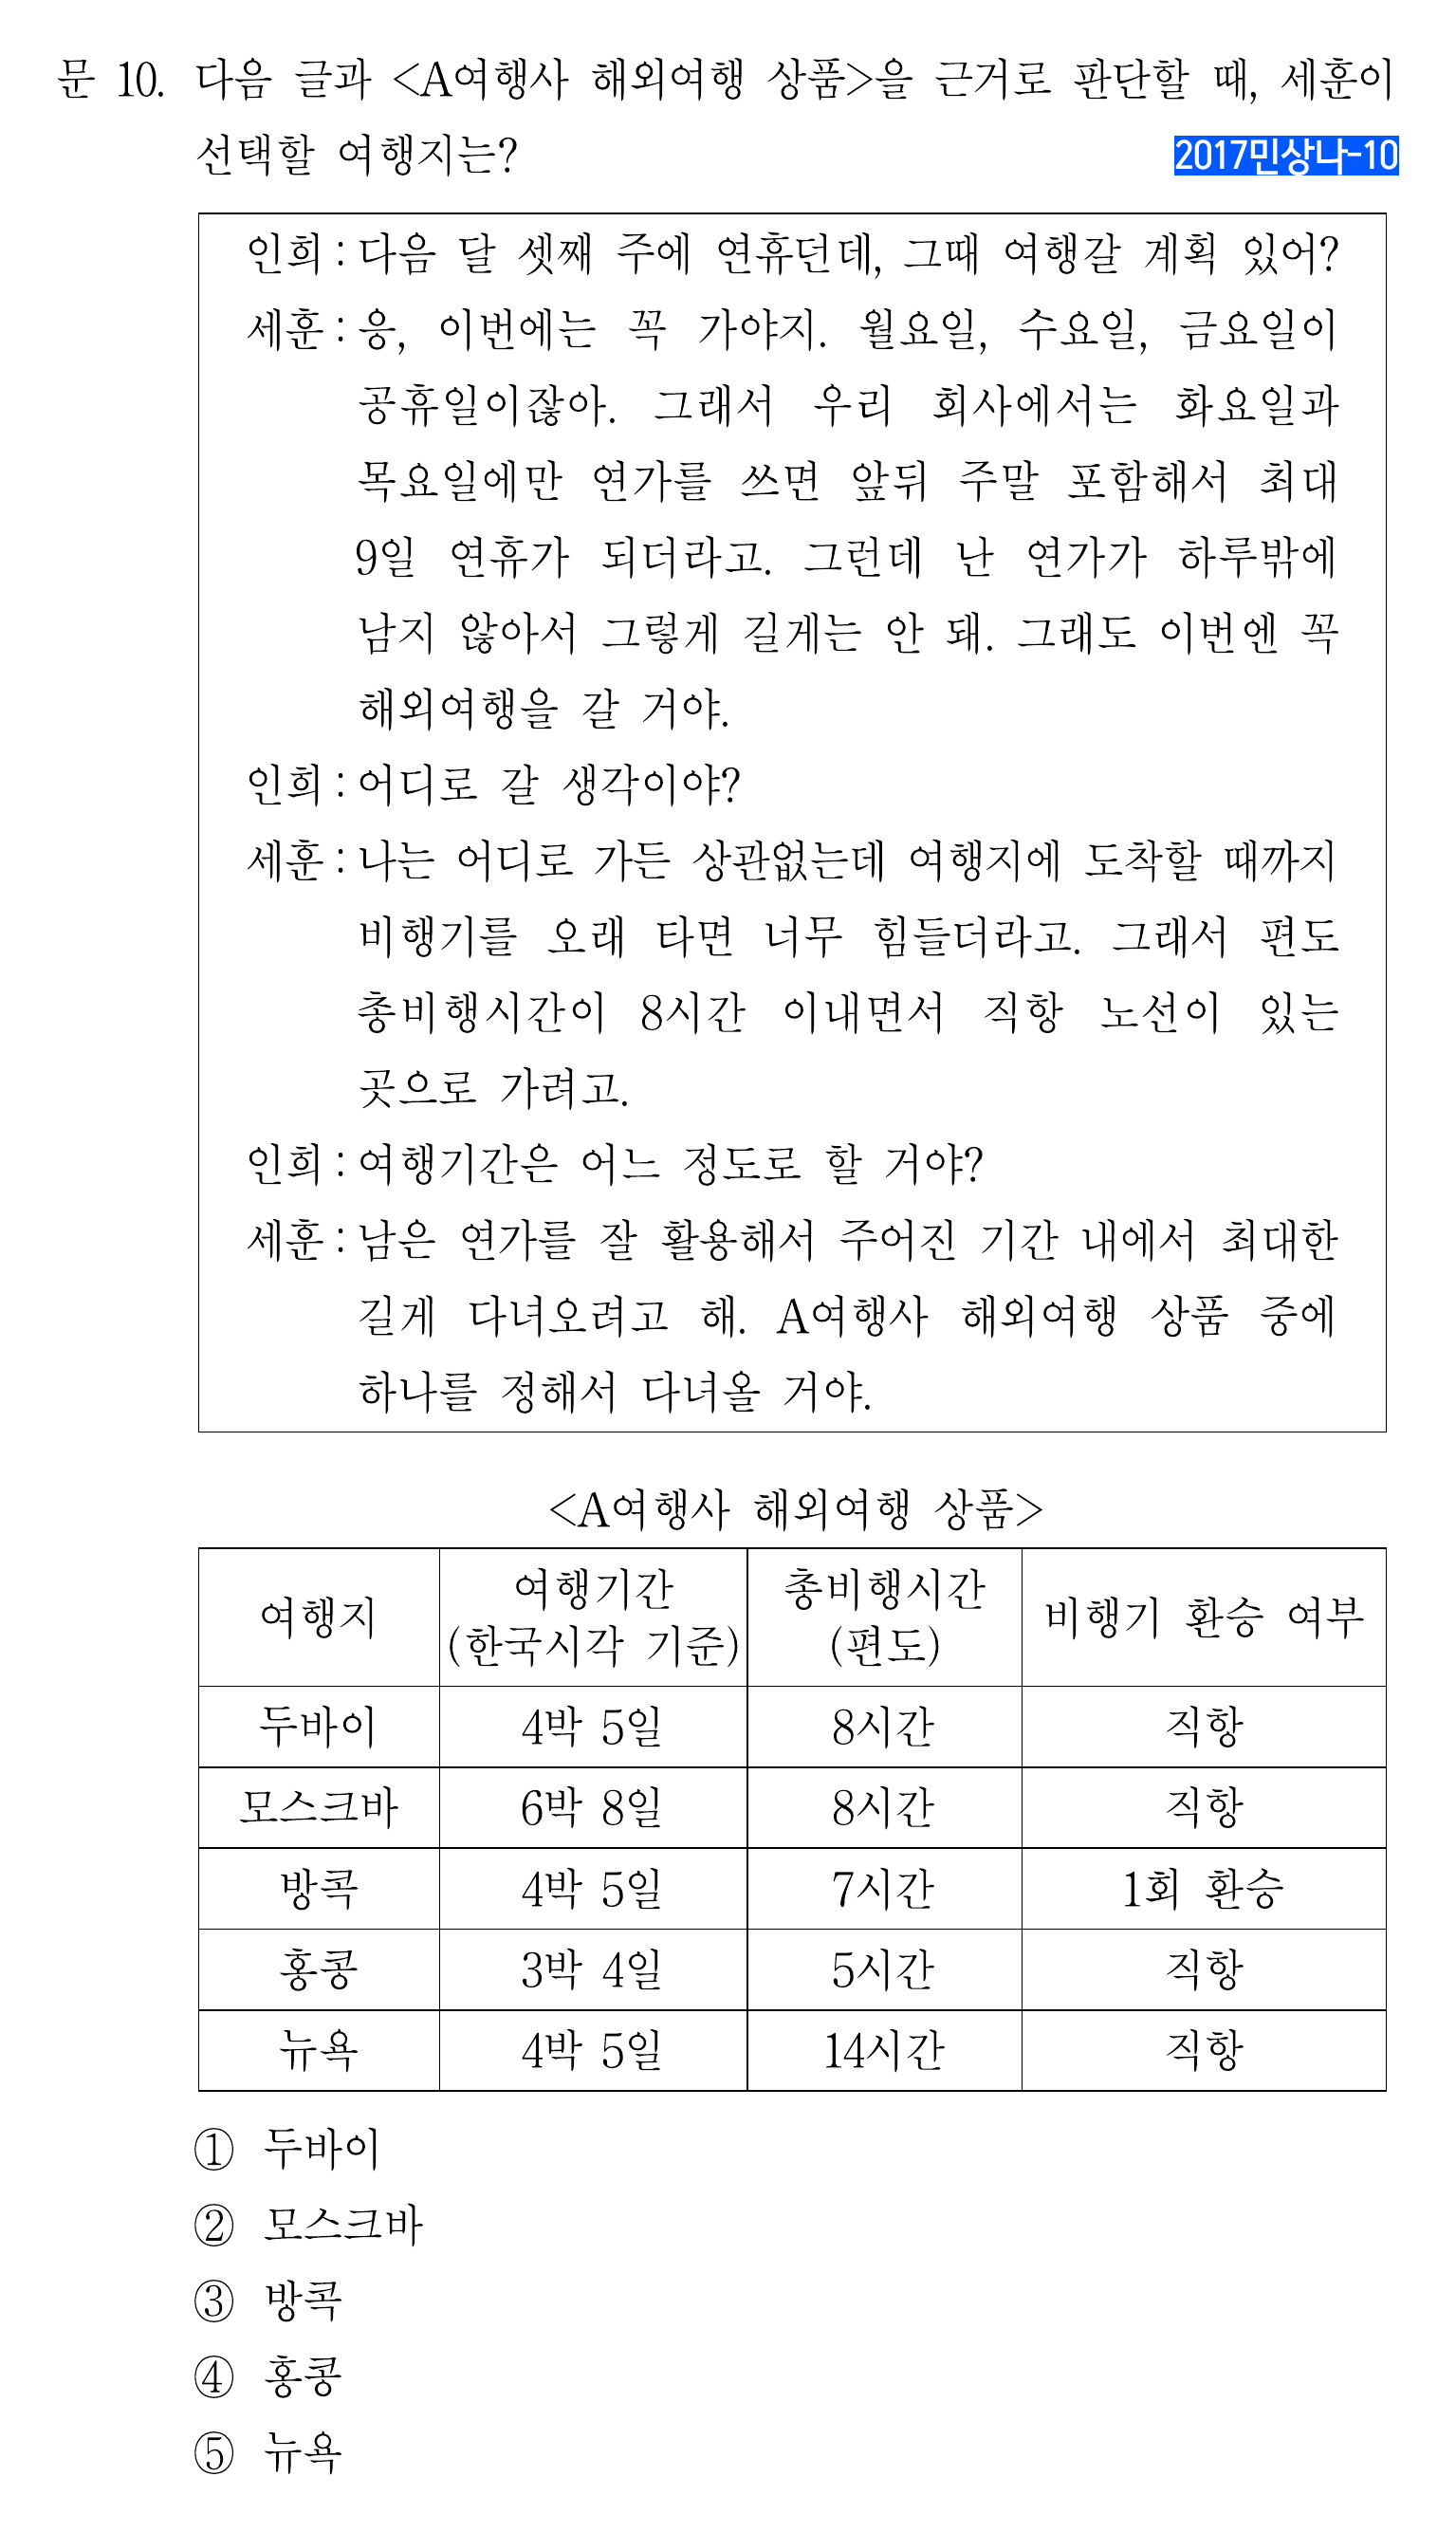 문 10. 다음 글과 <A여행사 해외여행 상품>을 근거로 판단할 때, 세훈이
선택할 여행지는?
2017민상나-10
인희 : 다음 달 셋째 주에 연휴던데, 그때 여행갈 계획 있어?
세훈 : 응, 이번에는 꼭 가야지. 월요일, 수요일, 금요일이
공휴일이잖아. 그래서 우리 회사에서는 화요일과
목요일에만 연가를 쓰면 앞뒤 주말 포함해서 최대
9일 연휴가 되더라고. 그런데 난 연가가 하루밖에
남지 않아서 그렇게 길게는 안 돼. 그래도 이번엔 꼭
해외여행을 갈 거야.
인희 : 어디로 갈 생각이야?
세훈 : 나는 어디로 가든 상관없는데 여행지에 도착할 때까지
비행기를 오래 타면 너무 힘들더라고. 그래서 편도
총비행시간이 8시간 이내면서 직항 노선이 있는
곳으로 가려고.
인희 : 여행기간은 어느 정도로 할 거야?
세훈 : 남은 연가를 잘 활용해서 주어진 기간 내에서 최대한
길게 다녀오려고 해. A여행사 해외여행 상품 중에
하나를 정해서 다녀올 거야.
<A여행사 해외여행 상품>
여행지 여행기간 (한국시각 기준) 총비행시간 (편도) 비행기 환승 여부
두바이 4박 5일 8시간 직항
모스크바 6박 8일 8시간 직항
방콕 4박 5일 7시간 1회 환승
홍콩 3박 4일 5시간 직항
뉴욕 4박 5일 14시간 직항
① 두바이
② 모스크바
③ 방콕
④ 홍콩
⑤ 뉴욕